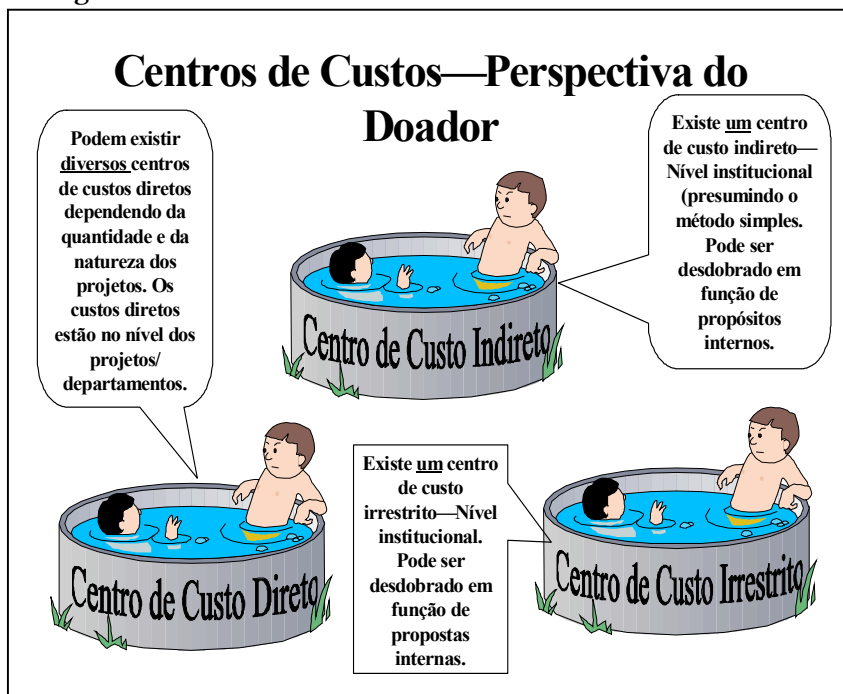 Centros de Custos—Perspectiva do
Doador
Podem existir
diversos centros
de custos diretos
dependendo da
quantidade e da
natureza dos
projetos. Os
custos diretos
estão no nível dos
projetos/
departamentos.
Existe um centro
de custo indireto—
Nível institucional
(presumindo o
método simples.
Pode ser
desdobrado em
função de
propósitos
internos.
Centro de Custo Indireto
Centro de Custo Direto
Existe um centro
de custo
irrestrito—Nível
institucional.
Pode ser
desdobrado em
função de
propostas
internas.
Centro de Custo Irrestrito